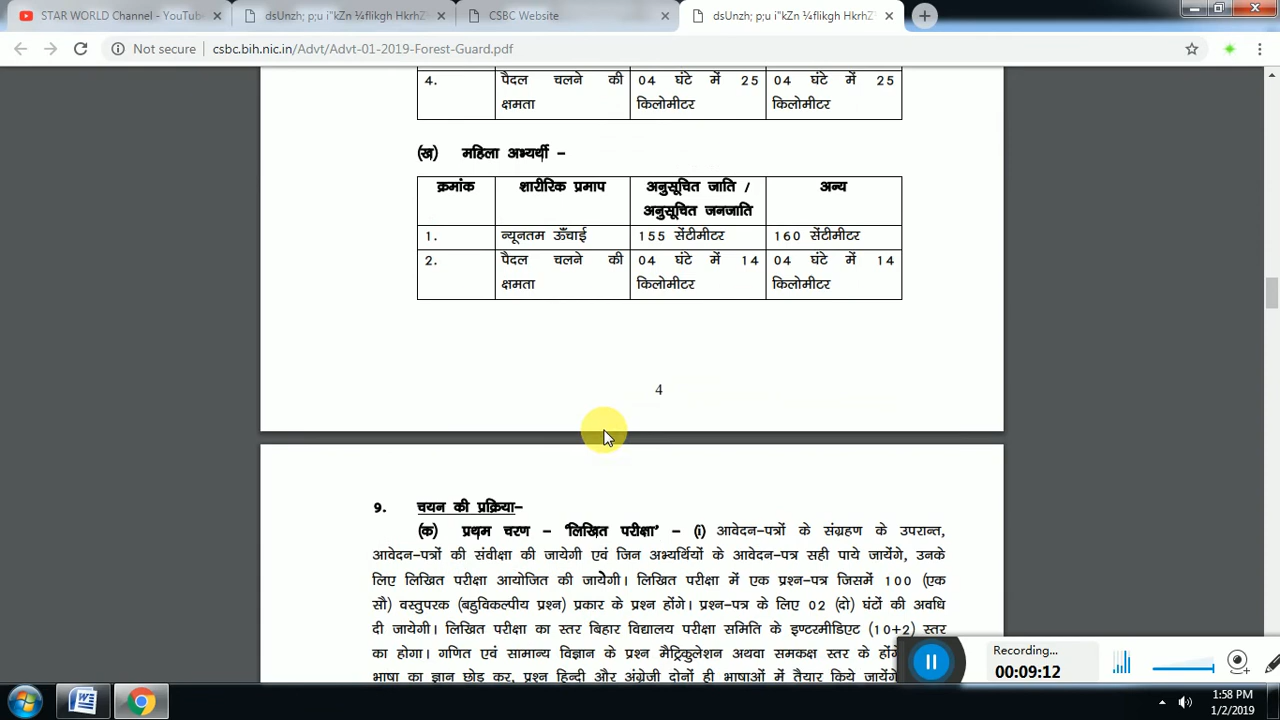 STAR WORLD Channel - YouTub
dsUnzh; p;u i"kZn ¼flikgh HkrhZ
CSBC Website
dsUnzh; p;u i"kZn ¼flikgh HkrhZ
Not secure
csbc.bih.nic.in/Advt/Advt-01-2019-Forest-Guard.pdf
4. पैदल चलने की क्षमता 04 घंटे में 25 किलोमीटर 04 घंटे में 25 किलोमीटर
(ख) महिला अभ्यर्थी –
क्रमांक शारीरिक प्रमाप अनुसूचित जाति / अनुसूचित जनजाति अन्य
1. न्यूनतम ऊँचाई 155 सेंटीमीटर 160 सेंटीमीटर
2. पैदल चलने की क्षमता 04 घंटे में 14 किलोमीटर 04 घंटे में 14 किलोमीटर
4
9. चयन की प्रक्रिया–
(क) प्रथम चरण – 'लिखित परीक्षा' – (i) आवेदन–पत्रों के संग्रहण के उपरान्त,
आवेदन–पत्रों की संवीक्षा की जायेगी एवं जिन अभ्यर्थियों के आवेदन–पत्र सही पाये जायेंगे, उनके
लिए लिखित परीक्षा आयोजित की जायेगी। लिखित परीक्षा में एक प्रश्न–पत्र जिसमें 100 (एक
सौ) वस्तुपरक (बहुविकल्पीय प्रश्न) प्रकार के प्रश्न होंगे। प्रश्न–पत्र के लिए 02 (दो) घंटों की अवधि
दी जायेगी। लिखित परीक्षा का स्तर बिहार विद्यालय परीक्षा समिति के इण्टरमीडिएट (10+2) स्तर
का होगा। गणित एवं सामान्य विज्ञान के प्रश्न मैट्रिकुलेशन अथवा समकक्ष स्तर के होंगे
भाषा का ज्ञान छोड़ कर, प्रश्न हिन्दी और अंग्रेजी दोनों ही भाषाओं में तैयार किये जायेंगे
Recording...
00:09:12
1:58 PM
1/2/2019